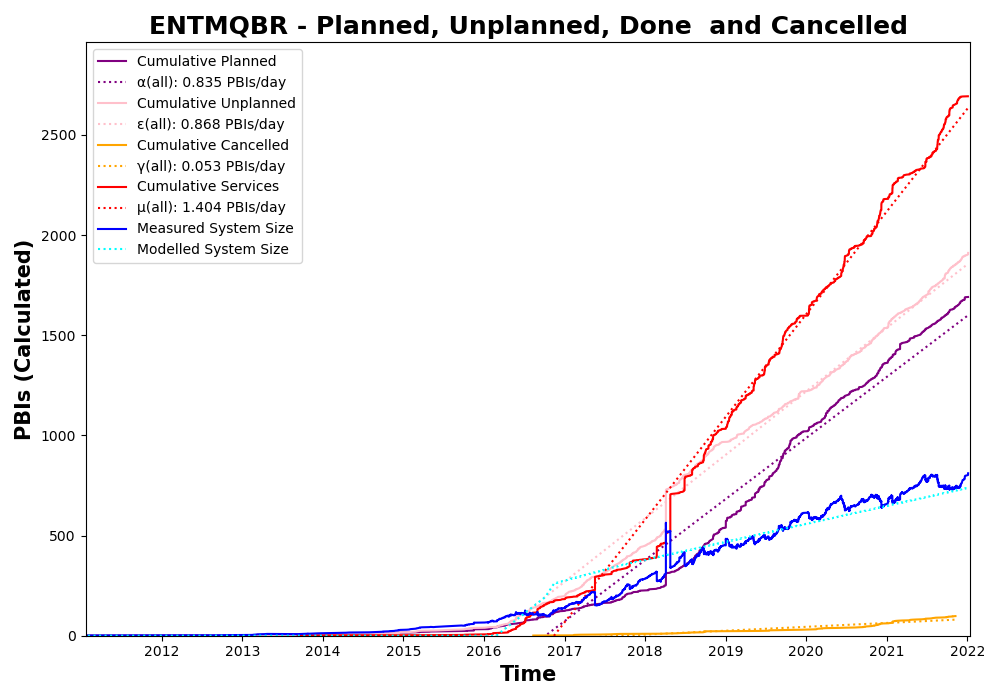 ENTMQBR - Planned, Unplanned, Done  and Cancelled
Cumulative Planned
α(all): 0.835 PBIs/day
Cumulative Unplanned
ε(all): 0.868 PBIs/day
Cumulative Cancelled
γ(all): 0.053 PBIs/day
Cumulative Services
μ(all): 1.404 PBIs/day
Measured System Size
Modelled System Size
PBIs (Calculated)
2500
2000
1500
1000
500
0
2012 2013 2014 2015 2016 2017 2018 2019 2020 2021 2022
Time